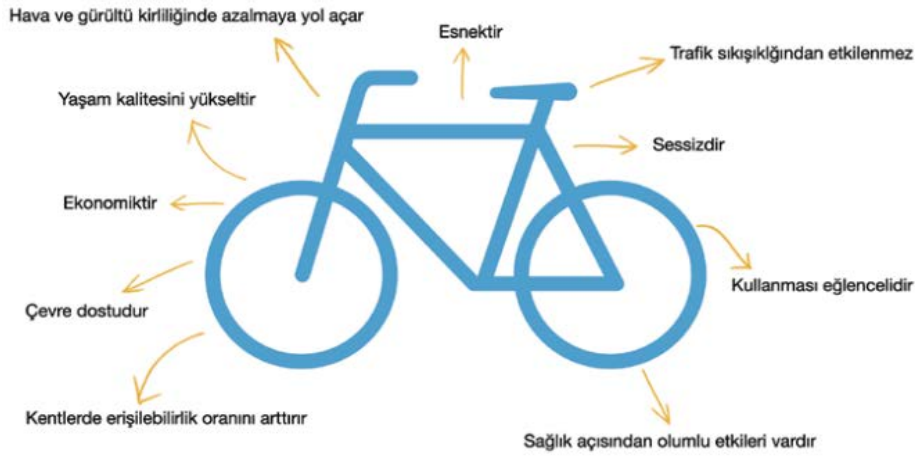 Hava ve gürültü kirliliğinde azalmaya yol açar
Esnektir
Trafik sıkışıklğından etkilenmez
Yaşam kalitesini yükseltir
Sessizdir
Ekonomiktir
Kullanması eğlencelidir
Çevre dostudur
Kentlerde erişilebilirlik oranını arttırır
Sağlık açısından olumlu etkileri vardır